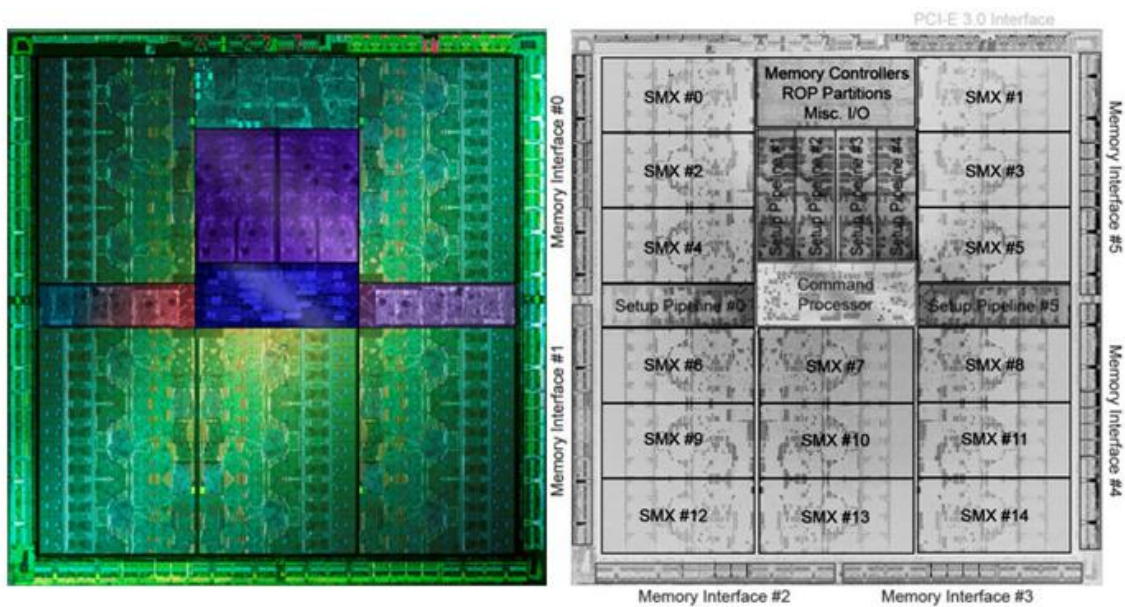 PCI-E 3.0 Interface
Memory Controllers
ROP Partitions
Misc. I/O
SMX #0
SMX #1
Memory Interface #0
Memory Interface #5
SMX #2
Setup Pipeline #1
Setup Pipeline #2
Setup Pipeline #3
Setup Pipeline #4
SMX #3
SMX #4
SMX #5
Command
Processor
Setup Pipeline #0
Setup Pipeline #5
Memory Interface #1
Memory Interface #4
SMX #6
SMX #7
SMX #8
SMX #9
SMX #10
SMX #11
SMX #12
SMX #13
SMX #14
Memory Interface #2
Memory Interface #3